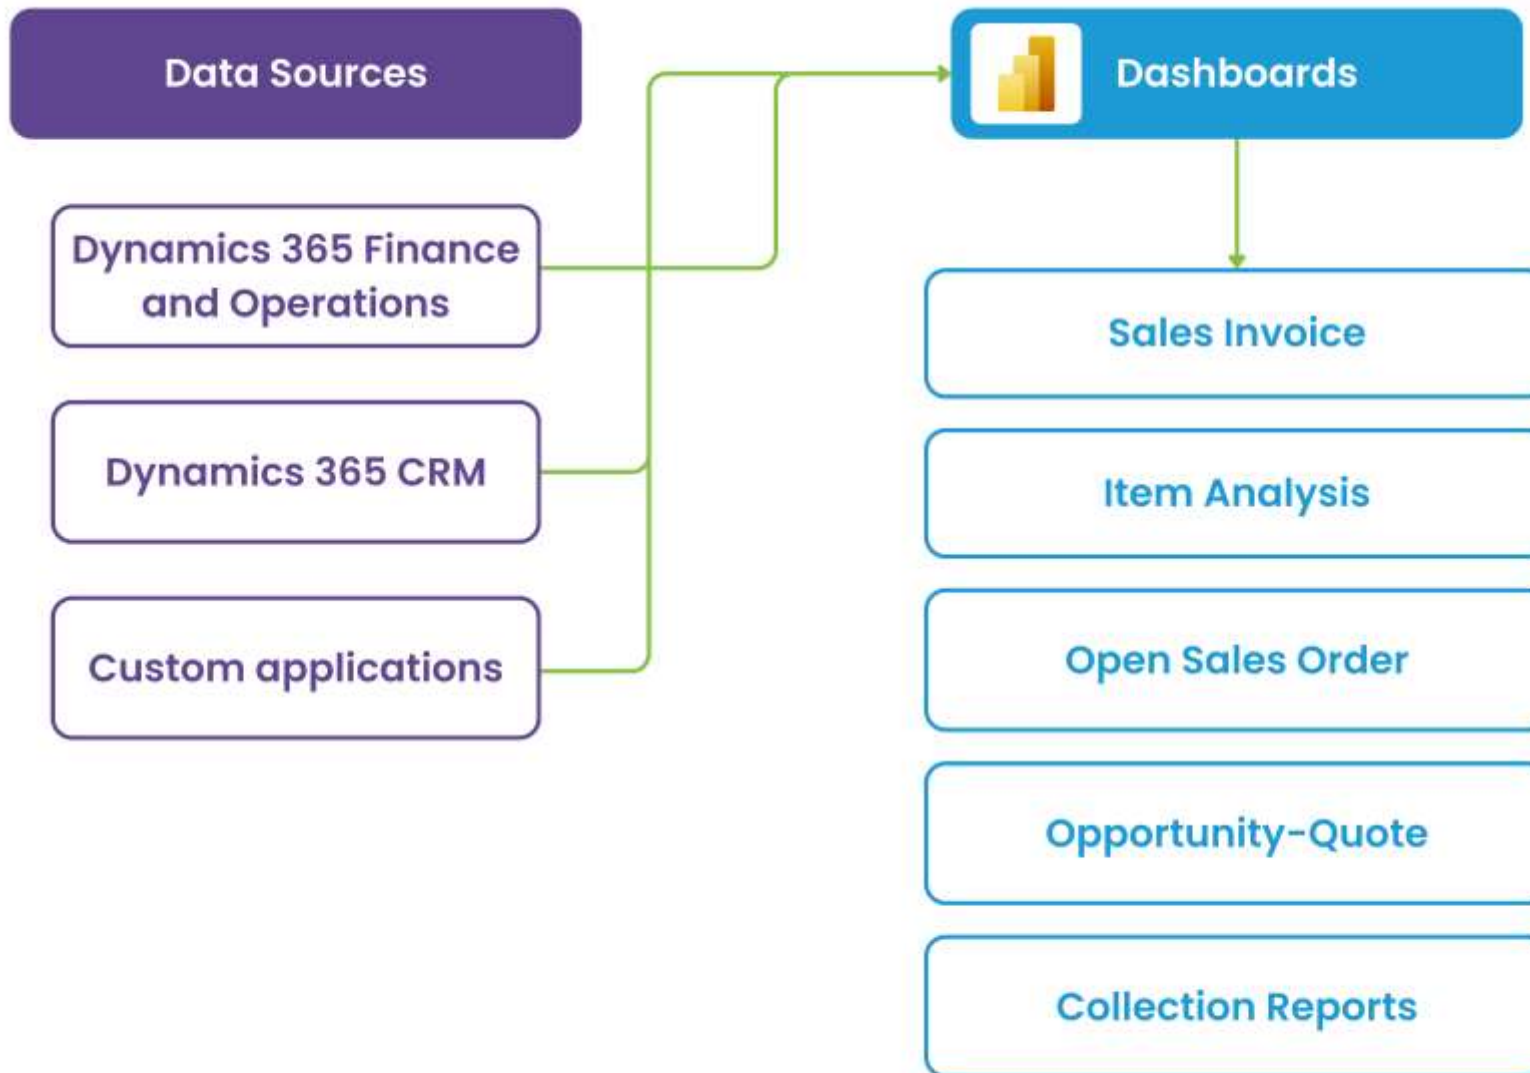 Data Sources
Dynamics 365 Finance
and Operations
Dynamics 365 CRM
Custom applications
Dashboards
Sales Invoice
Item Analysis
Open Sales Order
Opportunity-Quote
Collection Reports